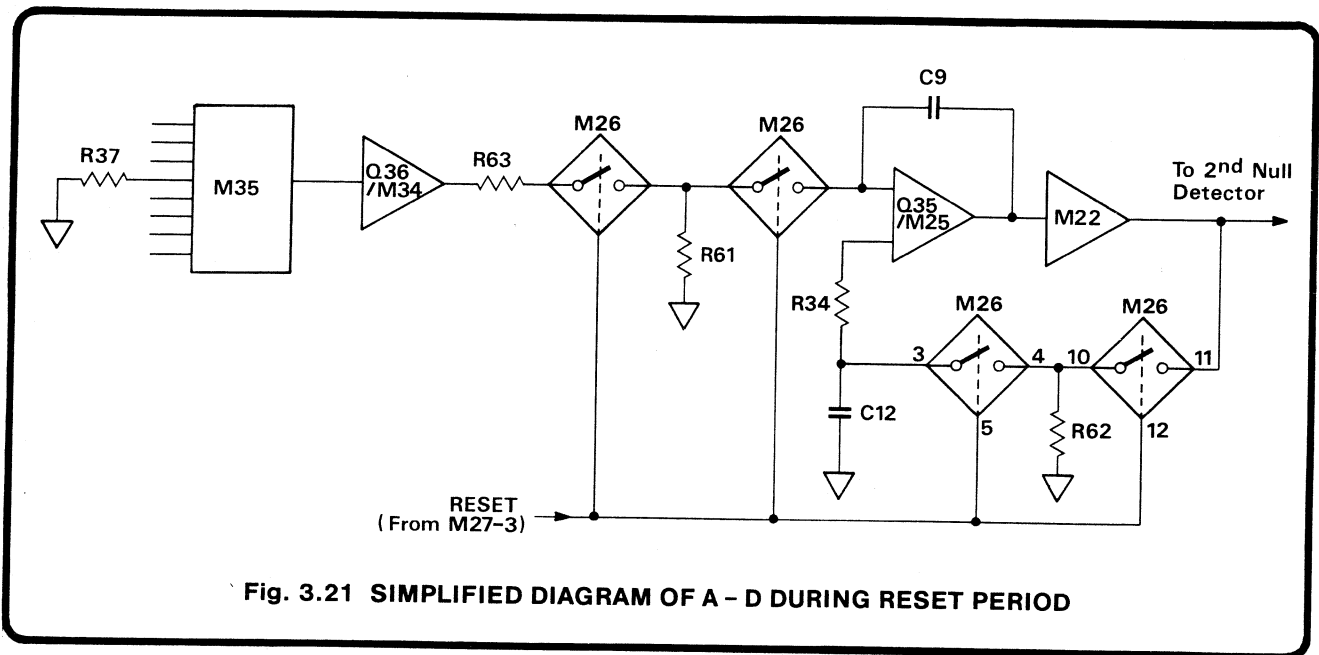 C9
M26
M26
R63
R37
To 2nd Null
Detector
M35
Q36
/M34
Q35
/M25
M22
R61
R34
M26
M26
3
4
10
11
C12
5
R62
12
RESET
(From M27-3)
Fig. 3.21 SIMPLIFIED DIAGRAM OF A – D DURING RESET PERIOD